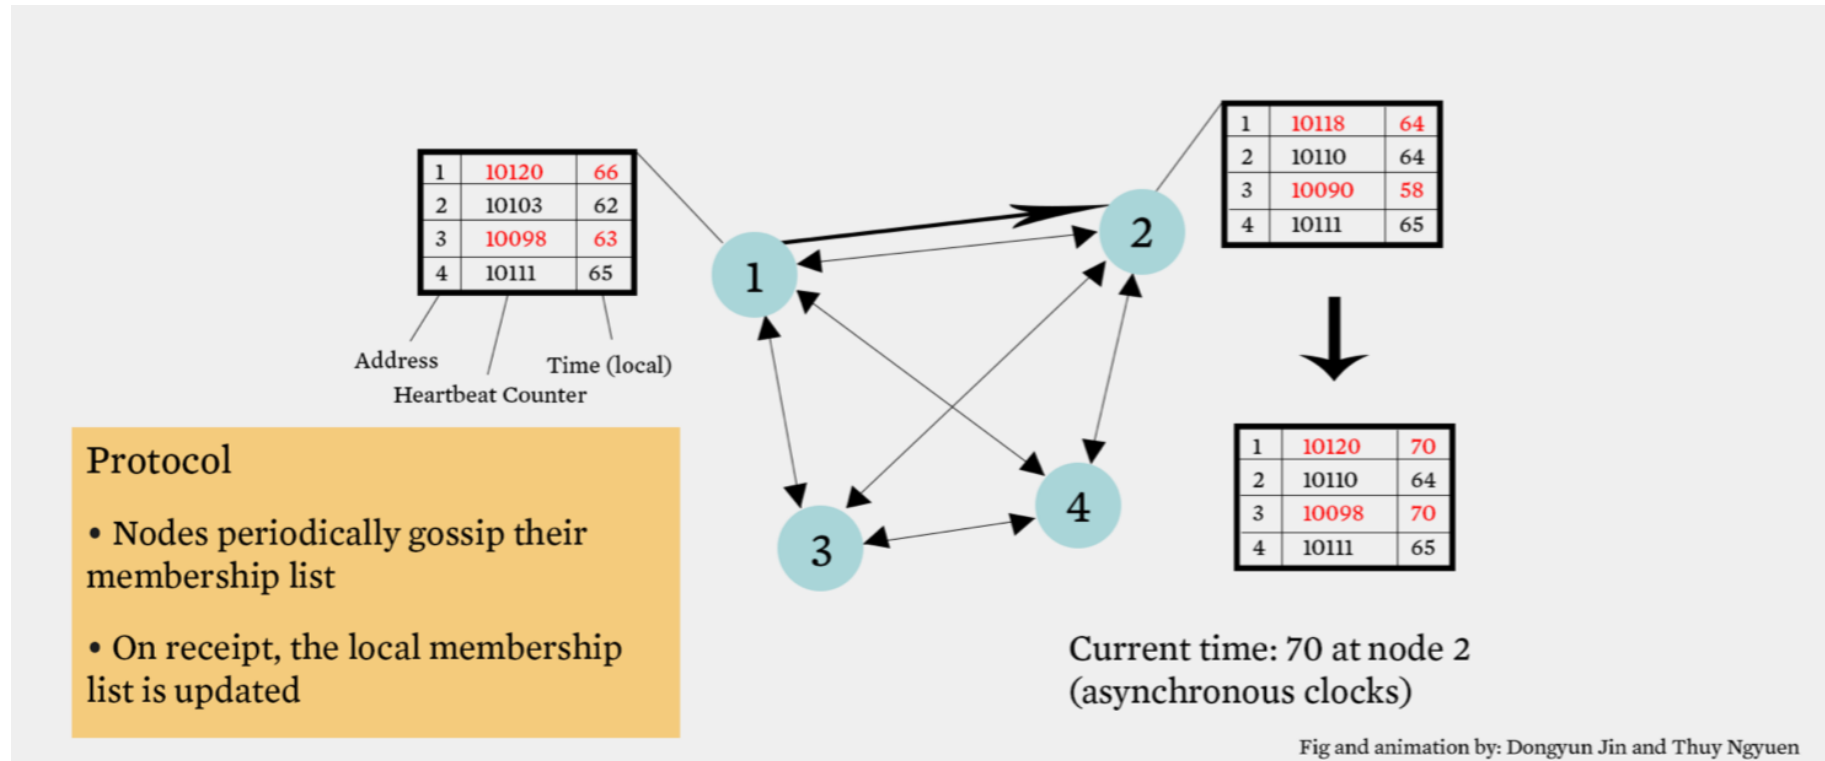 1 10118 64
2 10110 64
3 10090 58
4 10111 65
1 10120 66
2 10103 62
3 10098 63
4 10111 65
Address
Heartbeat Counter
Time (local)
1
2
3
4
1 10120 70
2 10110 64
3 10098 70
4 10111 65
Protocol
• Nodes periodically gossip their
membership list
• On receipt, the local membership
list is updated
Current time: 70 at node 2
(asynchronous clocks)
Fig and animation by: Dongyun Jin and Thuy Ngyuen